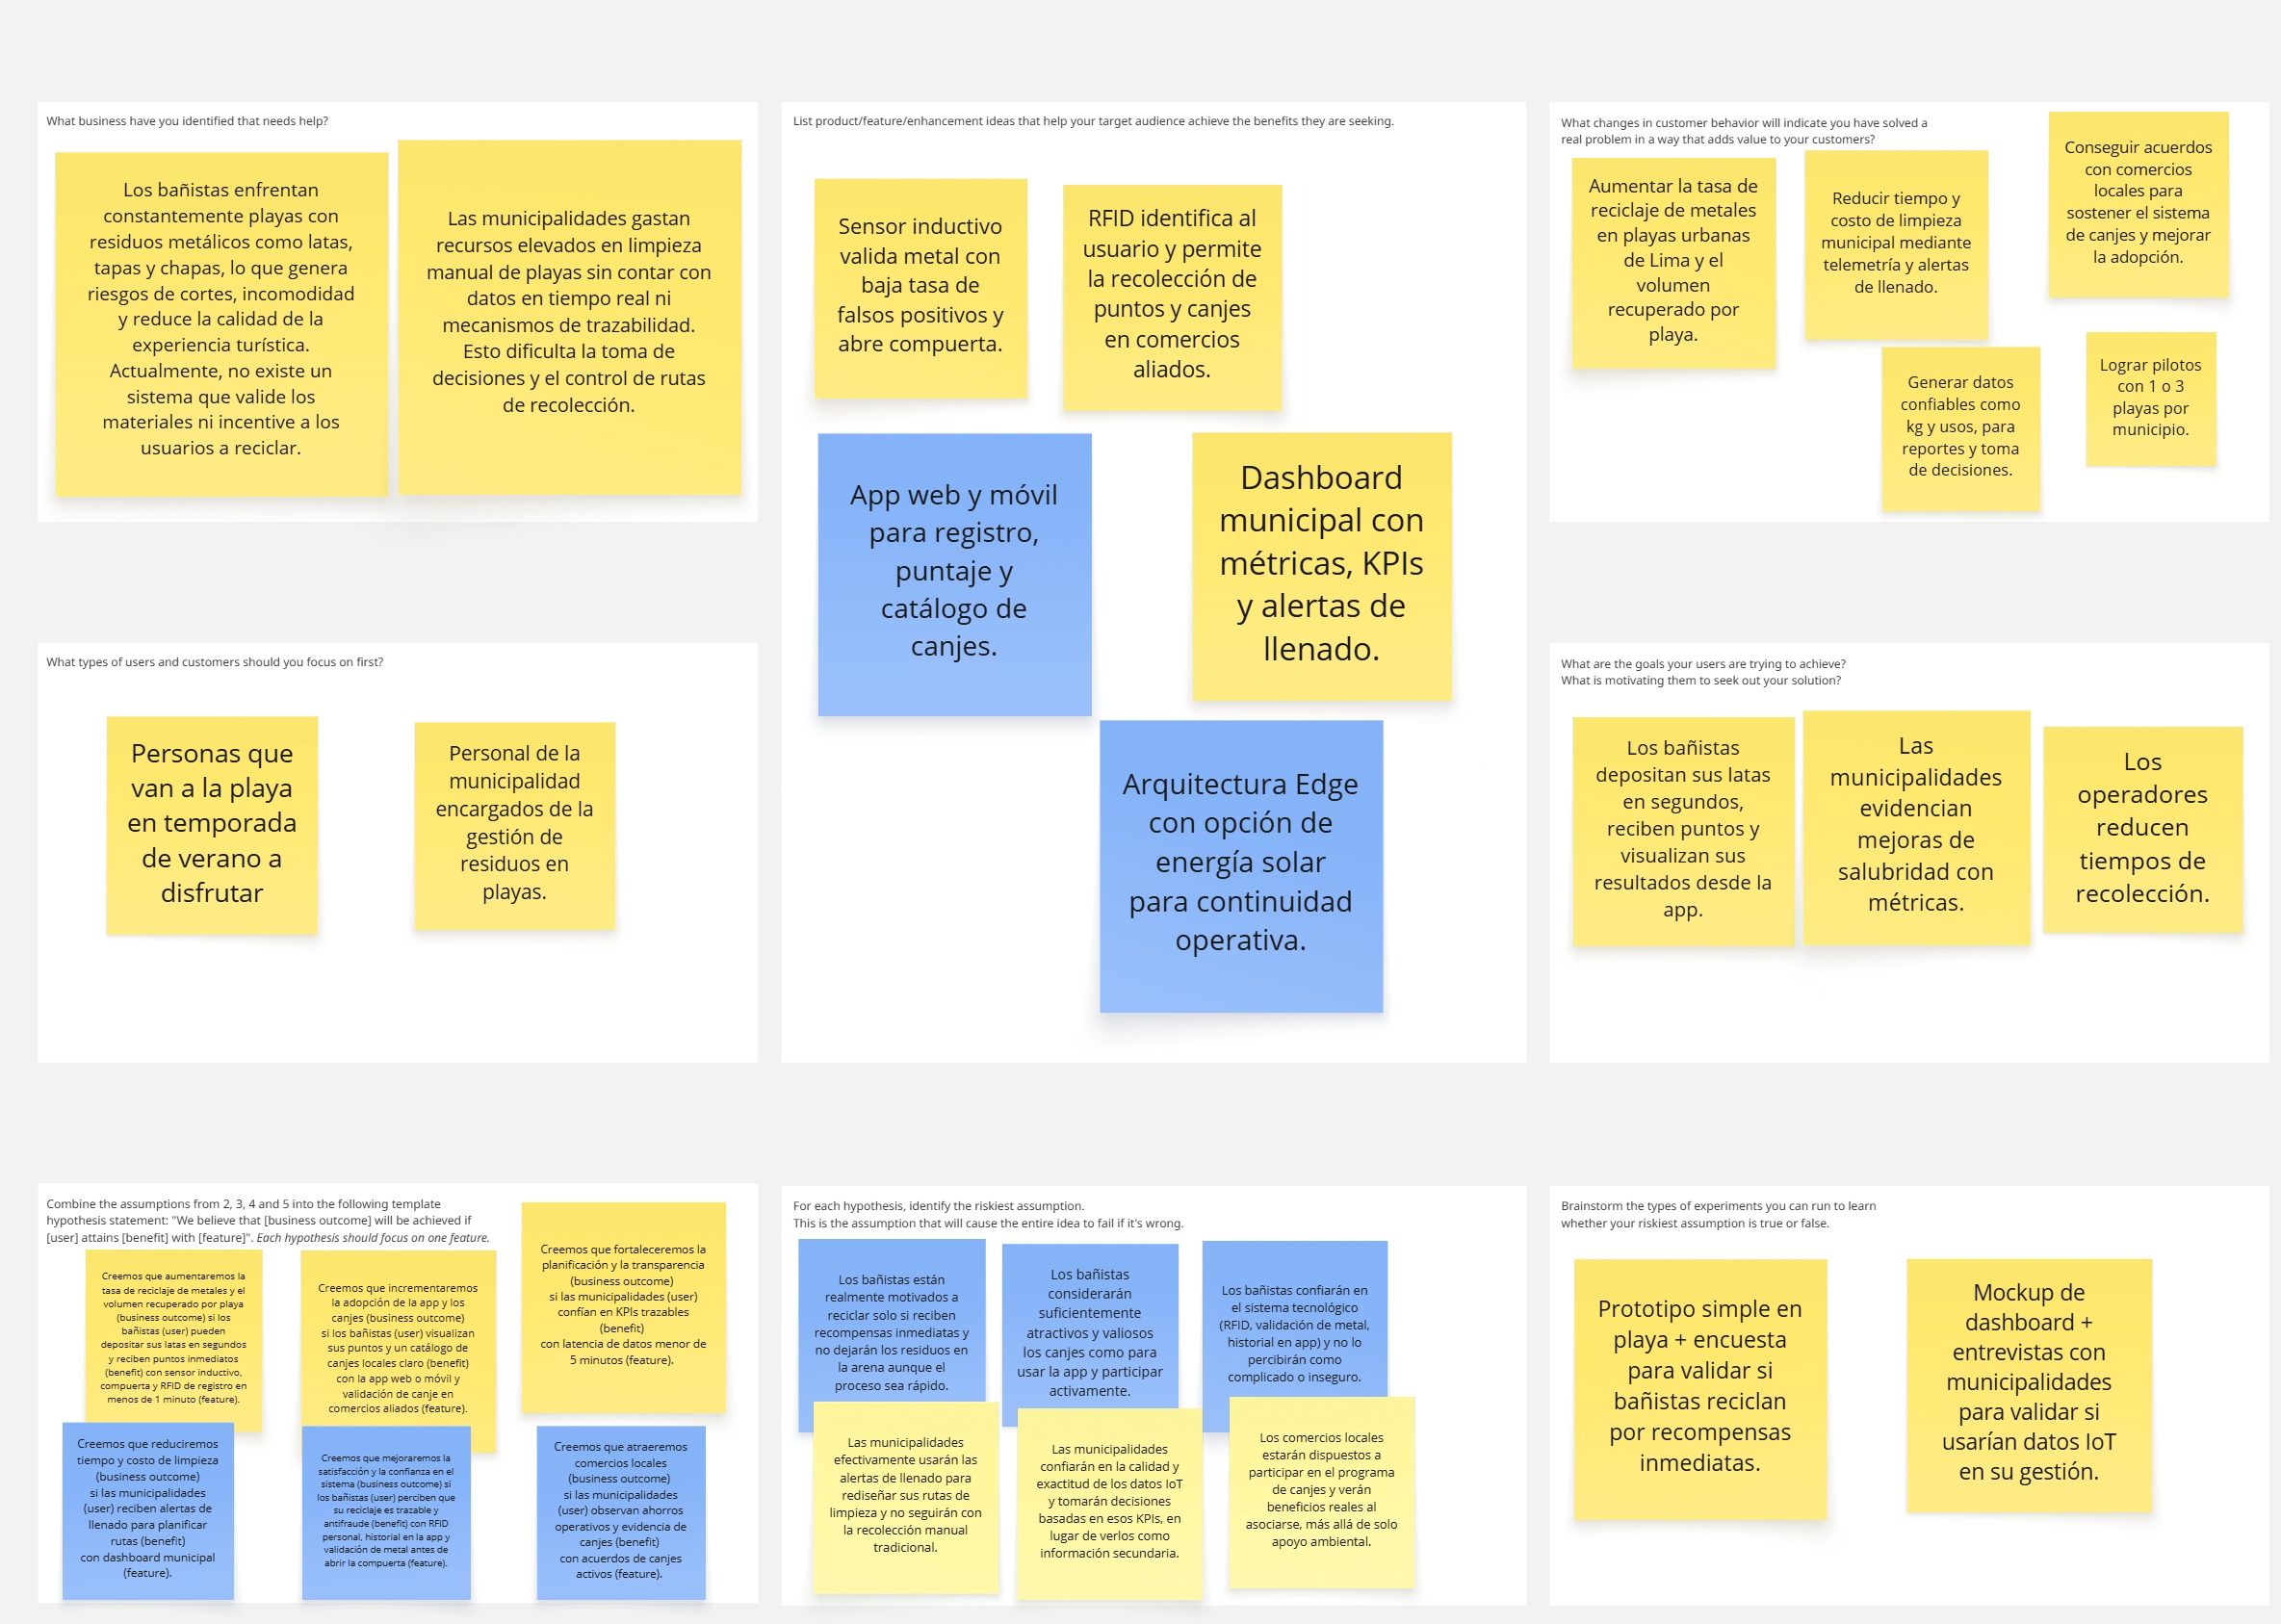 What business have you identified that needs help?
Los bañistas enfrentan
constantemente playas con
residuos metálicos como latas,
tapas y chapas, lo que genera
riesgos de cortes, incomodidad
y reduce la calidad de la
experiencia turística.
Actualmente, no existe un
sistema que valide los
materiales ni incentive a los
usuarios a reciclar.
Las municipalidades gastan
recursos elevados en limpieza
manual de playas sin contar con
datos en tiempo real ni
mecanismos de trazabilidad.
Esto dificulta la toma de
decisiones y el control de rutas
de recolección.
List product/feature/enhancement ideas that help your target audience achieve the benefits they are seeking.
Sensor inductivo
valida metal con
baja tasa de
falsos positivos y
abre compuerta.
RFID identifica al
usuario y permite
la recolección de
puntos y canjes
en comercios
aliados.
App web y móvil
para registro,
puntaje y
catálogo de
canjes.
Dashboard
municipal con
métricas, KPIs
y alertas de
llenado.
Arquitectura Edge
con opción de
energía solar
para continuidad
operativa.
What changes in customer behavior will indicate you have solved a
real problem in a way that adds value to your customers?
Aumentar la tasa de
reciclaje de metales
en playas urbanas
de Lima y el
volumen
recuperado por
playa.
Reducir tiempo y
costo de limpieza
municipal mediante
telemetría y alertas
de llenado.
Conseguir acuerdos
con comercios
locales para
sostener el sistema
de canjes y mejorar
la adopción.
Generar datos
confiables como
kg y usos, para
reportes y toma
de decisiones.
Lograr pilotos
con 1 o 3
playas por
municipio.
What types of users and customers should you focus on first?
Personas que
van a la playa
en temporada
de verano a
disfrutar
Personal de la
municipalidad
encargados de la
gestión de
residuos en
playas.
What are the goals your users are trying to achieve?
What is motivating them to seek out your solution?
Los bañistas
depositan sus latas
en segundos,
reciben puntos y
visualizan sus
resultados desde la
app.
Las
municipalidades
evidencian
mejoras de
salubridad con
métricas.
Los
operadores
reducen
tiempos de
recolección.
Combine the assumptions from 2, 3, 4 and 5 into the following template
hypothesis statement: "We believe that [business outcome] will be achieved if
[user] attains [benefit] with [feature]". Each hypothesis should focus on one feature.
Creemos que aumentaremos la
tasa de reciclaje de metales y el
volumen recuperado por playa
(business outcome) si los
bañistas (user) pueden
depositar sus latas en segundos
y reciben puntos inmediatos
(benefit) con sensor inductivo,
compuerta y RFID de registro en
menos de 1 minuto (feature).
Creemos que incrementaremos
la adopción de la app y los
canjes (business outcome)
si los bañistas (user) visualizan
sus puntos y un catálogo de
canjes locales claro (benefit)
con la app web o móvil y
validación de canje en
comercios aliados (feature).
Creemos que fortaleceremos la
planificación y la transparencia
(business outcome)
si las municipalidades (user)
confían en KPIs trazables
(benefit)
con latencia de datos menor de
5 minutos (feature).
Creemos que reduciremos
tiempo y costo de limpieza
(business outcome)
si las municipalidades
(user) reciben alertas de
llenado para planificar
rutas (benefit)
con dashboard municipal
(feature).
Creemos que mejoraremos la
satisfacción y la confianza en el
sistema (business outcome) si
los bañistas (user) perciben que
su reciclaje es trazable y
antifraude (benefit) con RFID
personal, historial en la app y
validación de metal antes de
abrir la compuerta (feature).
Creemos que atraeremos
comercios locales
(business outcome)
si las municipalidades
(user) observan ahorros
operativos y evidencia de
canjes (benefit)
con acuerdos de canjes
activos (feature).
For each hypothesis, identify the riskiest assumption.
This is the assumption that will cause the entire idea to fail if it's wrong.
Los bañistas están
realmente motivados a
reciclar solo si reciben
recompensas inmediatas y
no dejarán los residuos en
la arena aunque el
proceso sea rápido.
Los bañistas
considerarán
suficientemente
atractivos y valiosos
los canjes como para
usar la app y participar
activamente.
Los bañistas confiarán en
el sistema tecnológico
(RFID, validación de metal,
historial en app) y no lo
percibirán como
complicado o inseguro.
Las municipalidades
efectivamente usarán las
alertas de llenado para
rediseñar sus rutas de
limpieza y no seguirán con
la recolección manual
tradicional.
Las municipalidades
confiarán en la calidad y
exactitud de los datos IoT
y tomarán decisiones
basadas en esos KPIs, en
lugar de verlos como
información secundaria.
Los comercios locales
estarán dispuestos a
participar en el programa
de canjes y verán
beneficios reales al
asociarse, más allá de solo
apoyo ambiental.
Brainstorm the types of experiments you can run to learn
whether your riskiest assumption is true or false.
Prototipo simple en
playa + encuesta
para validar si
bañistas reciclan
por recompensas
inmediatas.
Mockup de
dashboard +
entrevistas con
municipalidades
para validar si
usarían datos IoT
en su gestión.